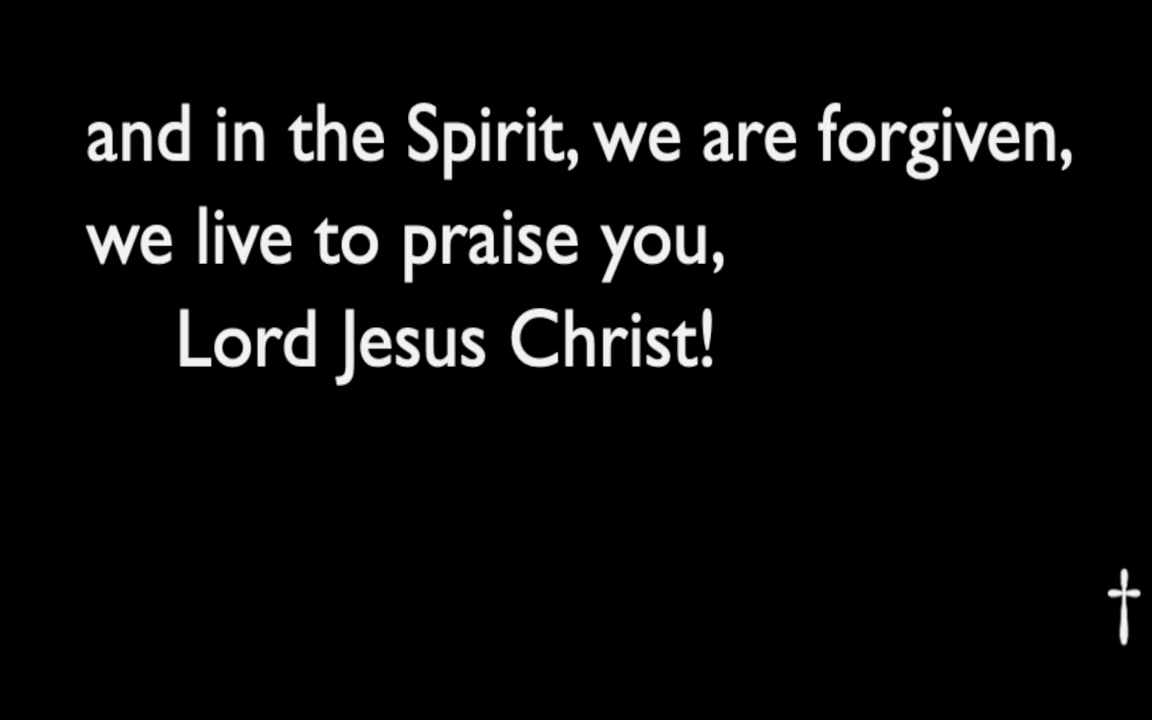 and in the Spirit, we are forgiven,
we live to praise you,
Lord Jesus Christ!